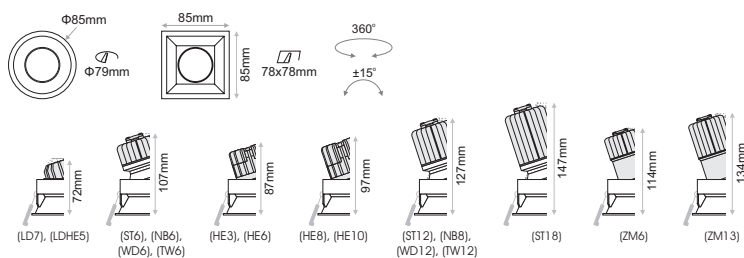 Φ85mm
Φ79mm
85mm
85mm
78x78mm
360°
±15°
72mm
107mm
87mm
97mm
127mm
147mm
114mm
134mm
(LD7), (LDHE5)
(ST6), (NB6),
(WD6), (TW6)
(HE3), (HE6)
(HE8), (HE10)
(ST12), (NB8),
(WD12), (TW12)
(ST18)
(ZM6)
(ZM13)